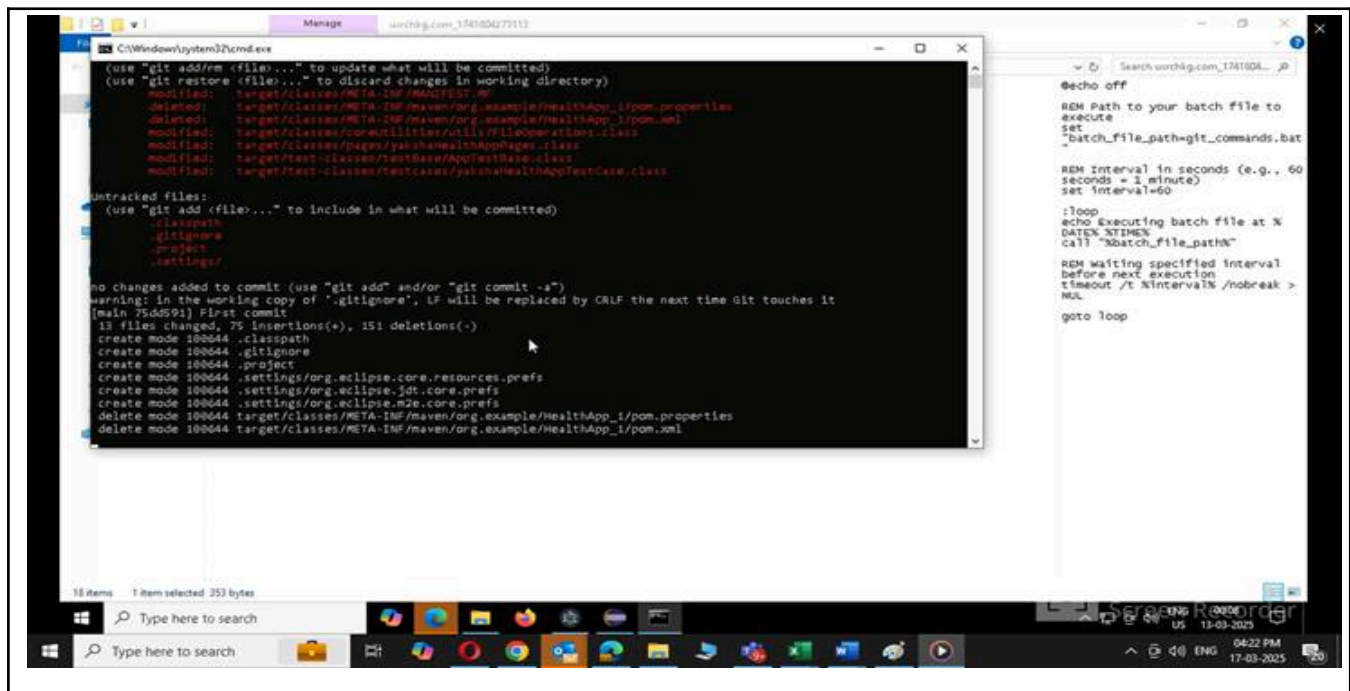 Manage
C:\Windows\system32\cmd.exe
(use "git add/rm <file>..." to update what will be committed)
(use "git restore <file>..." to discard changes in working directory)
modified: target/classes/META-INF/MANIFEST.MF
deleted: target/classes/META-INF/maven/org.example/HealthApp_1/pom.properties
deleted: target/classes/META-INF/maven/org.example/HealthApp_1/pom.xml
modified: target/classes/coreUtilities/utils/FileOperations.class
modified: target/classes/pages/yakshaHealthAppPages.class
modified: target/test-classes/testBase/AppTestBase.class
modified: target/test-classes/testcases/yakshaHealthAppTestCase.class
Untracked files:
(use "git add <file>..." to include in what will be committed)
.classpath
.gitignore
.project
.settings/
no changes added to commit (use "git add" and/or "git commit -a")
warning: in the working copy of '.gitignore', LF will be replaced by CRLF the next time Git touches it
[main 75dd591] First commit
13 files changed, 75 insertions(+), 151 deletions(-)
create mode 100644 .classpath
create mode 100644 .gitignore
create mode 100644 .project
create mode 100644 .settings/org.eclipse.core.resources.prefs
create mode 100644 .settings/org.eclipse.jdt.core.prefs
create mode 100644 .settings/org.eclipse.m2e.core.prefs
delete mode 100644 target/classes/META-INF/maven/org.example/HealthApp_1/pom.properties
delete mode 100644 target/classes/META-INF/maven/org.example/HealthApp_1/pom.xml
@echo off
REM Path to your batch file to
execute
set
"batch_file_path=git_commands.bat
"
REM Interval in seconds (e.g., 60
seconds = 1 minute)
set interval=60
:loop
echo Executing batch file at %
DATE% %TIME%
call "%batch_file_path%"
REM Waiting specified interval
before next execution
timeout /t %interval% /nobreak >
NUL
goto loop
18 items 1 item selected 353 bytes
Type here to search
Screen Recorder
ENG
US
13-03-2025
Type here to search
ENG
04:22 PM
17-03-2025
20